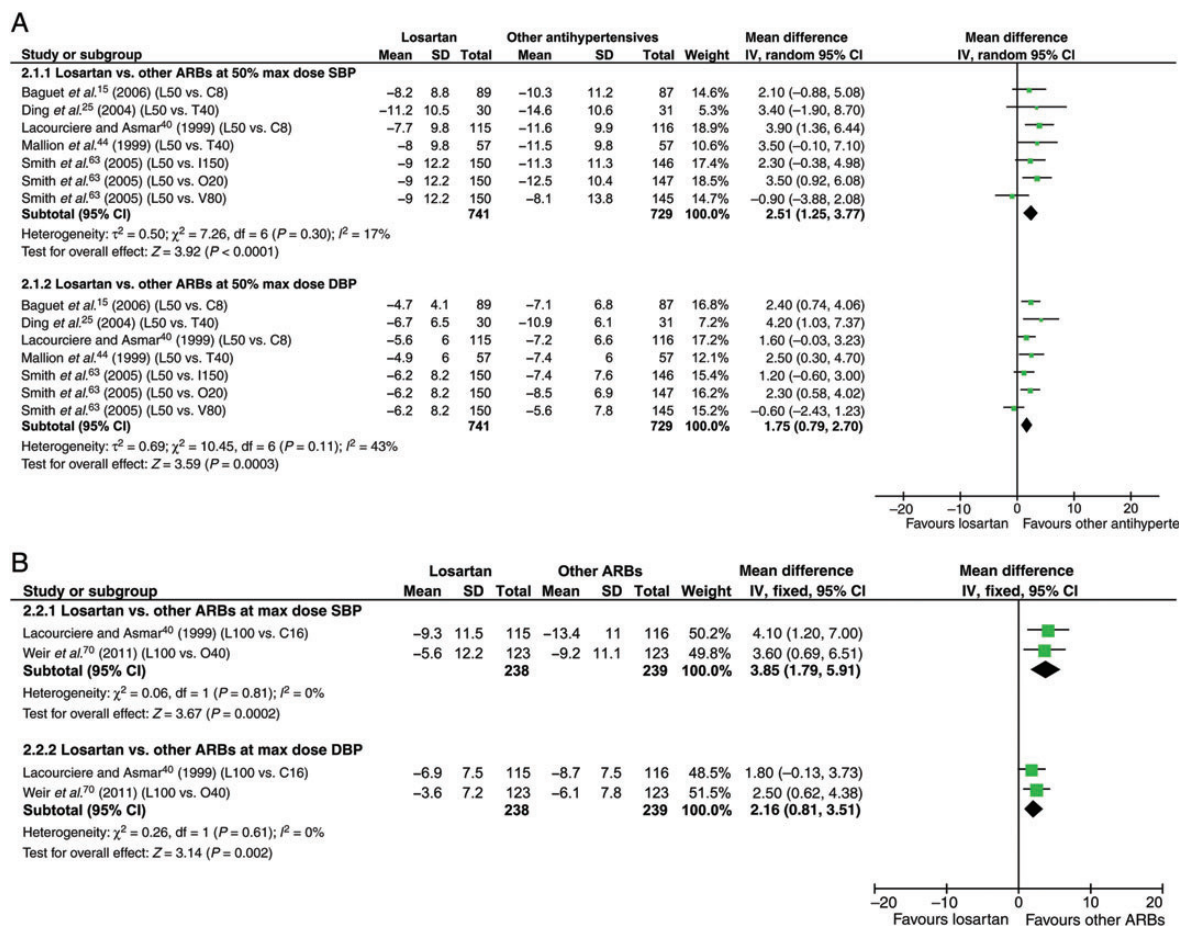 A
Losartan Other antihypertensives Mean difference Mean difference
Study or subgroup Mean SD Total Mean SD Total Weight IV, random 95% CI IV, random 95% CI
2.1.1 Losartan vs. other ARBs at 50% max dose SBP
Baguet et al.15 (2006) (L50 vs. C8) −8.2 8.8 89 −10.3 11.2 87 14.6% 2.10 (−0.88, 5.08)
Ding et al.25 (2004) (L50 vs. T40) −11.2 10.5 30 −14.6 10.6 31 5.3% 3.40 (−1.90, 8.70)
Lacourciere and Asmar40 (1999) (L50 vs. C8) −7.7 9.8 115 −11.6 9.9 116 18.9% 3.90 (1.36, 6.44)
Mallion et al.44 (1999) (L50 vs. T40) −8 9.8 57 −11.5 9.8 57 10.6% 3.50 (−0.10, 7.10)
Smith et al.63 (2005) (L50 vs. I150) −9 12.2 150 −11.3 11.3 146 17.4% 2.30 (−0.38, 4.98)
Smith et al.63 (2005) (L50 vs. O20) −9 12.2 150 −12.5 10.4 147 18.5% 3.50 (0.92, 6.08)
Smith et al.63 (2005) (L50 vs. V80) −9 12.2 150 −8.1 13.8 145 14.7% −0.90 (−3.88, 2.08)
Subtotal (95% CI) 741 729 100.0% 2.51 (1.25, 3.77)
Heterogeneity: τ2 = 0.50; χ2 = 7.26, df = 6 (P = 0.30); I2 = 17%
Test for overall effect: Z = 3.92 (P < 0.0001)
2.1.2 Losartan vs. other ARBs at 50% max dose DBP
Baguet et al.15 (2006) (L50 vs. C8) −4.7 4.1 89 −7.1 6.8 87 16.8% 2.40 (0.74, 4.06)
Ding et al.25 (2004) (L50 vs. T40) −6.7 6.5 30 −10.9 6.1 31 7.2% 4.20 (1.03, 7.37)
Lacourciere and Asmar40 (1999) (L50 vs. C8) −5.6 6 115 −7.2 6.6 116 16.9% 1.60 (−0.03, 3.23)
Mallion et al.44 (1999) (L50 vs. T40) −4.9 6 57 −7.4 6 57 12.1% 2.50 (0.30, 4.70)
Smith et al.63 (2005) (L50 vs. I150) −6.2 8.2 150 −7.4 7.6 146 15.4% 1.20 (−0.60, 3.00)
Smith et al.63 (2005) (L50 vs. O20) −6.2 8.2 150 −8.5 6.9 147 16.2% 2.30 (0.58, 4.02)
Smith et al.63 (2005) (L50 vs. V80) −6.2 8.2 150 −5.6 7.8 145 15.2% −0.60 (−2.43, 1.23)
Subtotal (95% CI) 741 729 100.0% 1.75 (0.79, 2.70)
Heterogeneity: τ2 = 0.69; χ2 = 10.45, df = 6 (P = 0.11); I2 = 43%
Test for overall effect: Z = 3.59 (P = 0.0003)
−20 −10 0 10 20
Favours losartan Favours other antihyperte
B
Losartan Other ARBs Mean difference Mean difference
Study or subgroup Mean SD Total Mean SD Total Weight IV, fixed, 95% CI IV, fixed, 95% CI
2.2.1 Losartan vs. other ARBs at max dose SBP
Lacourciere and Asmar40 (1999) (L100 vs. C16) −9.3 11.5 115 −13.4 11 116 50.2% 4.10 (1.20, 7.00)
Weir et al.70 (2011) (L100 vs. O40) −5.6 12.2 123 −9.2 11.1 123 49.8% 3.60 (0.69, 6.51)
Subtotal (95% CI) 238 239 100.0% 3.85 (1.79, 5.91)
Heterogeneity: χ2 = 0.06, df = 1 (P = 0.81); I2 = 0%
Test for overall effect: Z = 3.67 (P = 0.0002)
2.2.2 Losartan vs. other ARBs at max dose DBP
Lacourciere and Asmar40 (1999) (L100 vs. C16) −6.9 7.5 115 −8.7 7.5 116 48.5% 1.80 (−0.13, 3.73)
Weir et al.70 (2011) (L100 vs. O40) −3.6 7.2 123 −6.1 7.8 123 51.5% 2.50 (0.62, 4.38)
Subtotal (95% CI) 238 239 100.0% 2.16 (0.81, 3.51)
Heterogeneity: χ2 = 0.26, df = 1 (P = 0.61); I2 = 0%
Test for overall effect: Z = 3.14 (P = 0.002)
−20 −10 0 10 20
Favours losartan Favours other ARBs